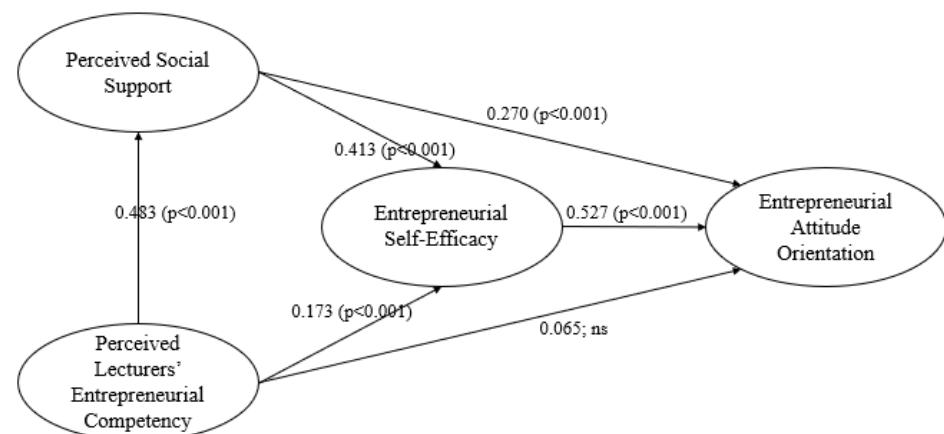 Perceived Social
Support
0.270 (p<0.001)
0.413 (p<0.001)
0.483 (p<0.001)
Entrepreneurial
Self-Efficacy
0.527 (p<0.001)
Entrepreneurial
Attitude
Orientation
0.173 (p<0.001)
0.065; ns
Perceived
Lecturers’
Entrepreneurial
Competency